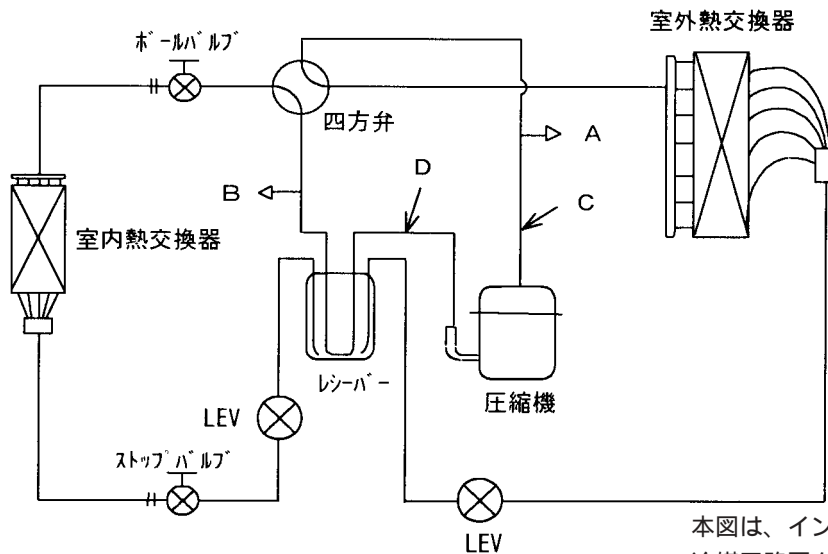 室外熱交換器
ﾎﾞｰﾙﾊﾞﾙﾌﾞ
四方弁
A
B
D
C
室内熱交換器
ﾚｼｰﾊﾞｰ
圧縮機
LEV
ｽﾄｯﾌﾟﾊﾞﾙﾌﾞ
LEV
本図は、イン